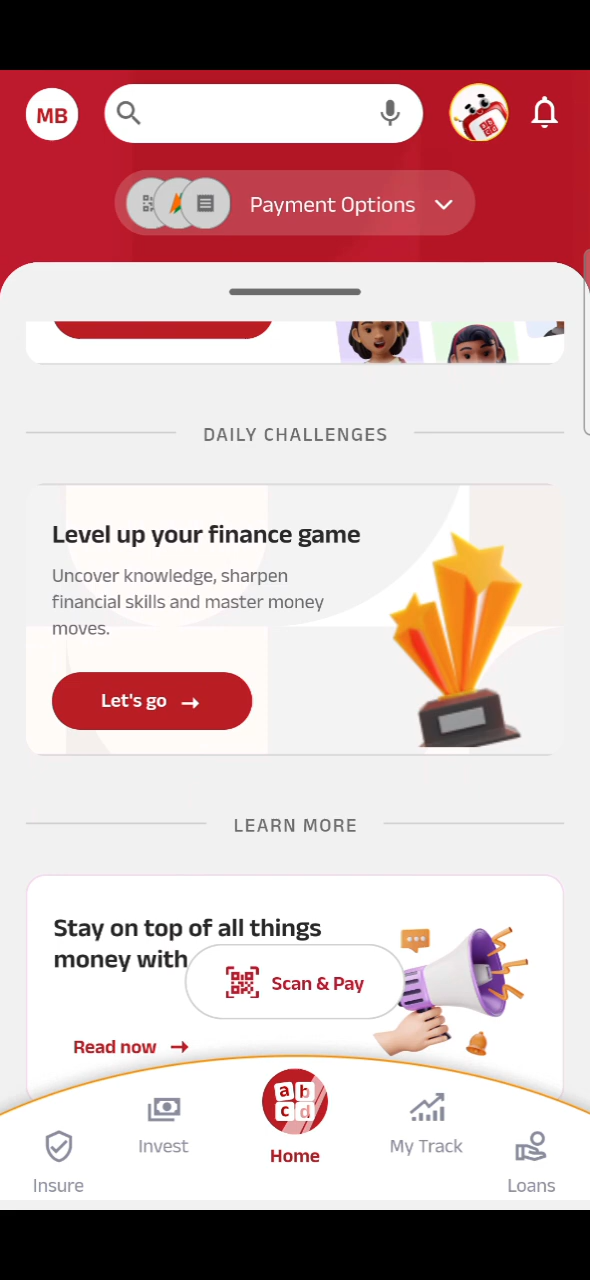 MB
Payment Options
DAILY CHALLENGES
Level up your finance game
Uncover knowledge, sharpen
financial skills and master money
moves.
Let's go
LEARN MORE
Stay on top of all things
money with
Scan & Pay
Read now
a b
c d
Invest
My Track
Home
Insure
Loans